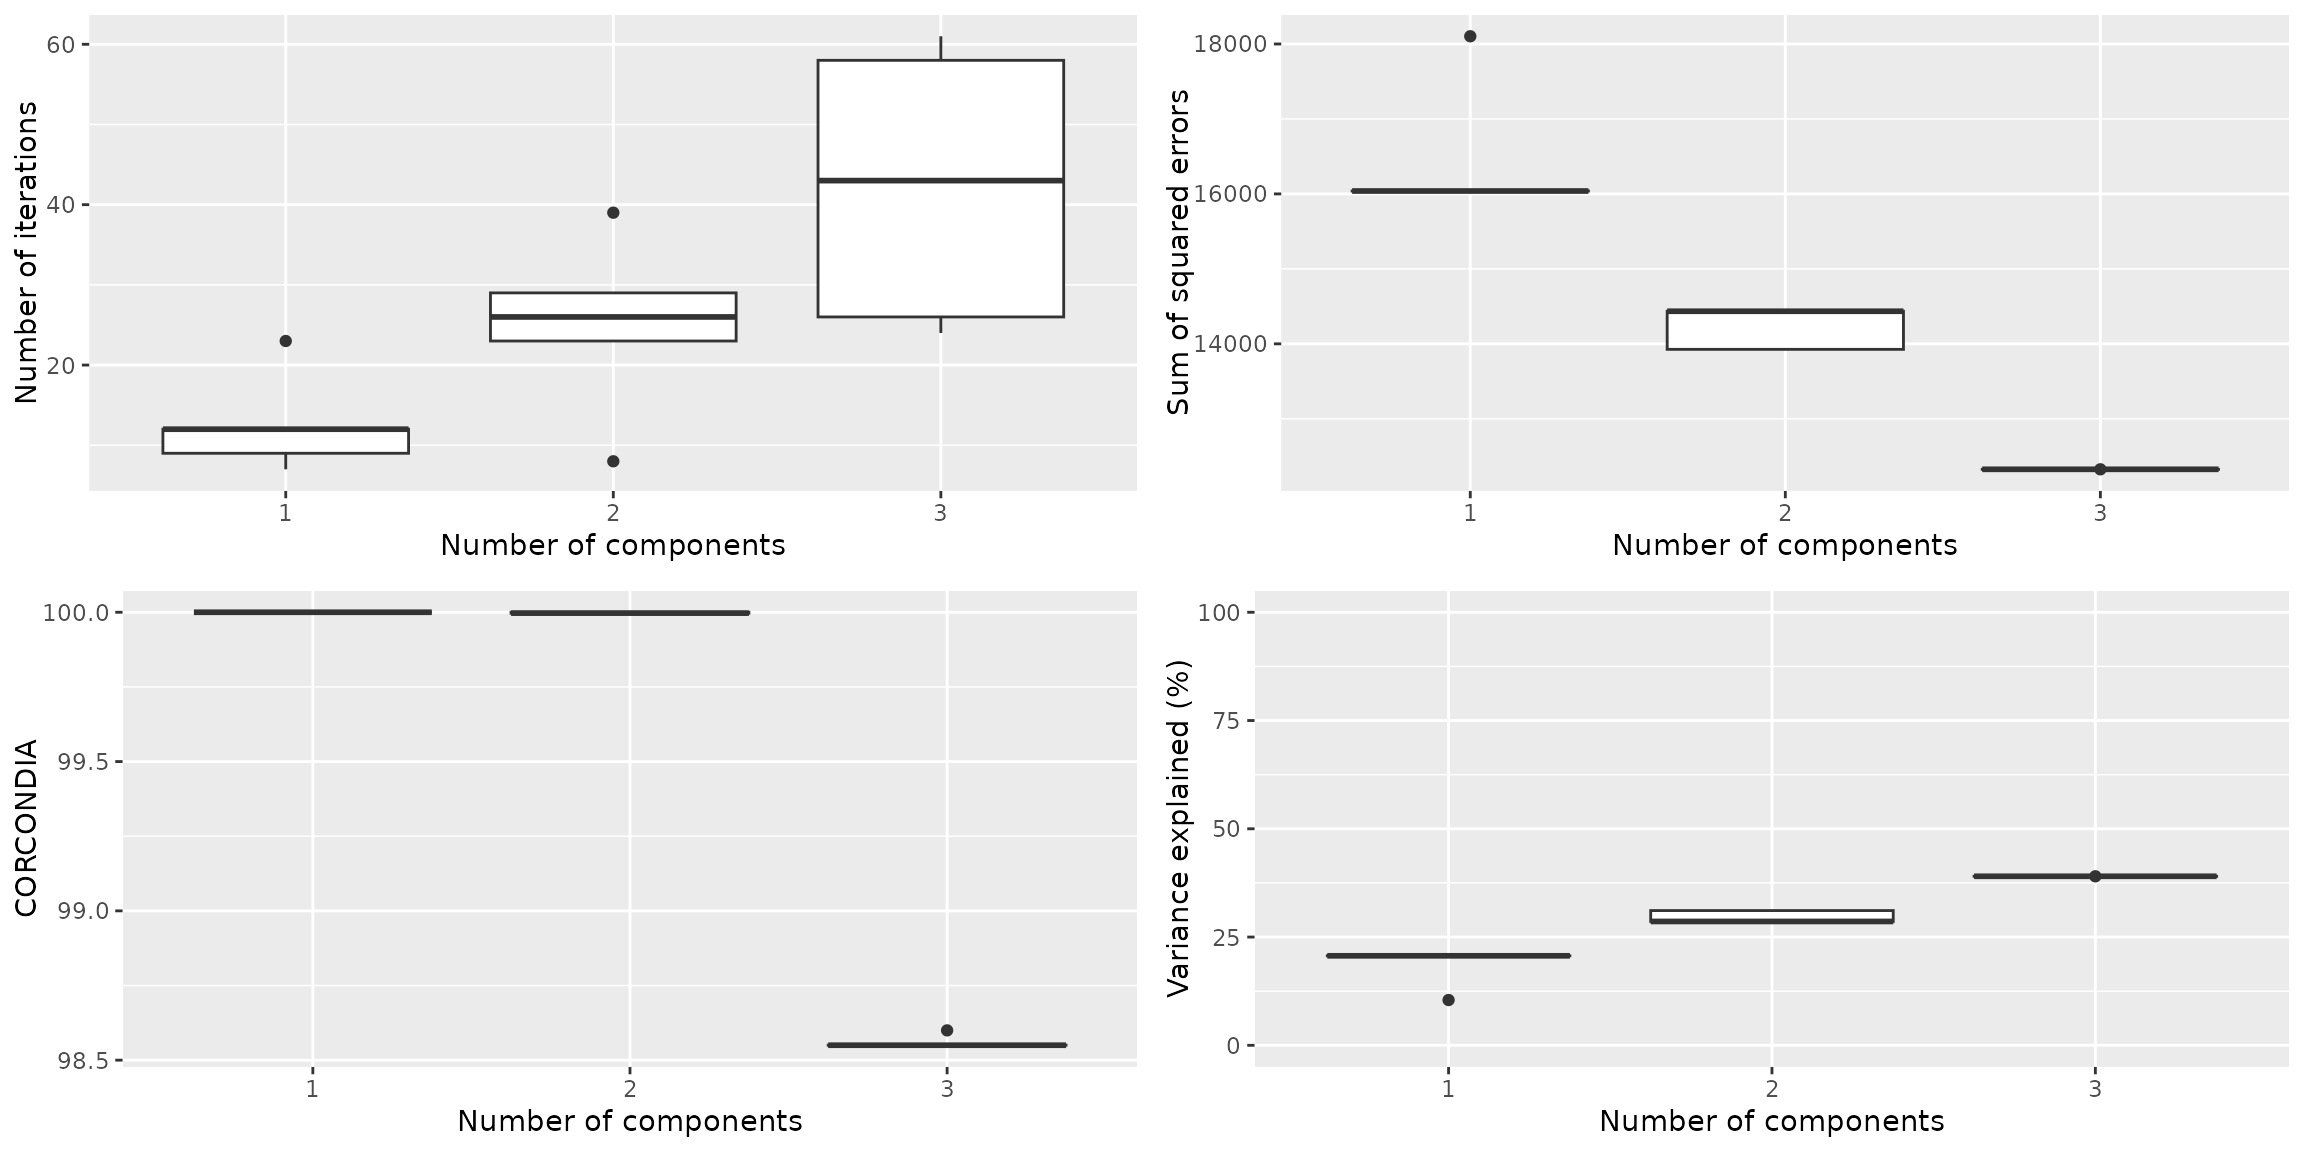 Number of iterations
60
40
20
1 2 3
Number of components
Sum of squared errors
18000
16000
14000
1 2 3
Number of components
CORCONDIA
100.0
99.5
99.0
98.5
1 2 3
Number of components
Variance explained (%)
100
75
50
25
0
1 2 3
Number of components